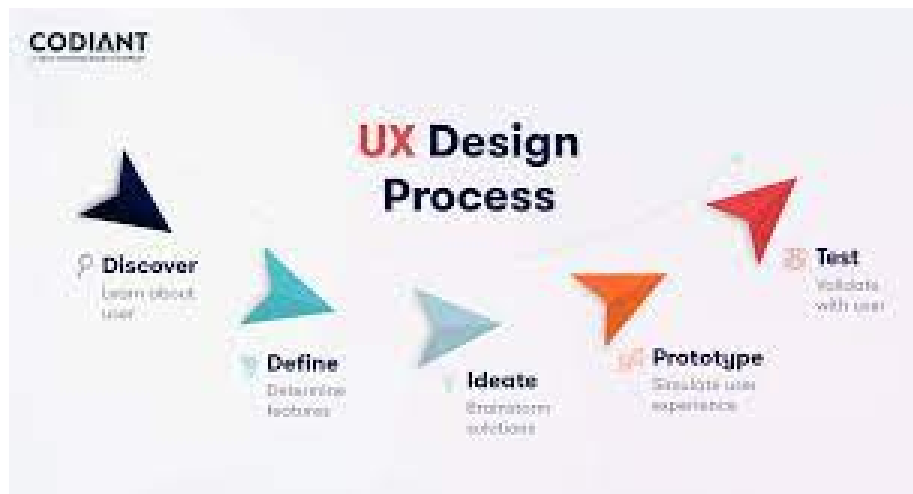 CODIANT
UX Design
Process
Discover
Learn about
user
Define
Determine
features
Ideate
Brainstorm
solutions
Prototype
Simulate user
experience
Test
Validate
with user